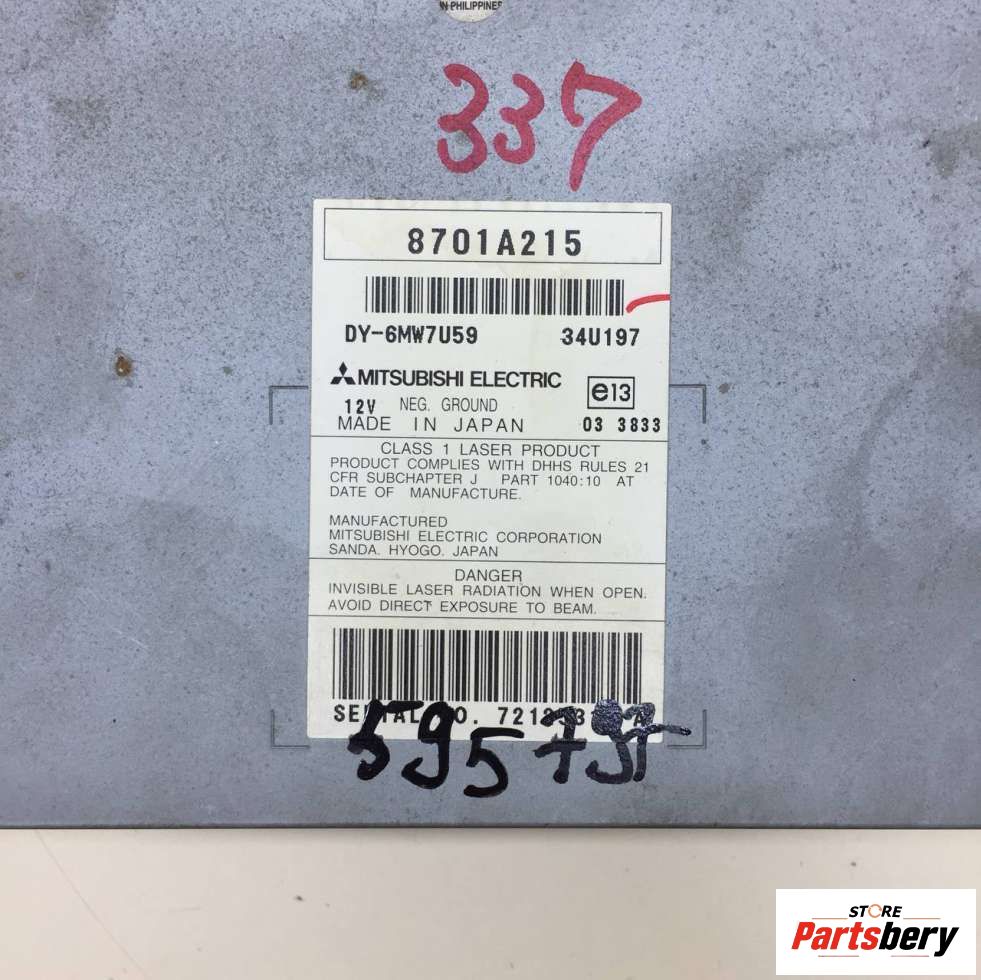 IN PHILIPPINES
337
8701A215
DY-6MW7U59 34U197
MITSUBISHI ELECTRIC e13
12V NEG. GROUND
MADE IN JAPAN 03 3833
CLASS 1 LASER PRODUCT
PRODUCT COMPLIES WITH DHHS RULES 21
CFR SUBCHAPTER J PART 1040:10 AT
DATE OF MANUFACTURE.
MANUFACTURED
MITSUBISHI ELECTRIC CORPORATION
SANDA. HYOGO. JAPAN
DANGER
INVISIBLE LASER RADIATION WHEN OPEN.
AVOID DIRECT EXPOSURE TO BEAM.
SERIAL NO.
STORE
Partsbery